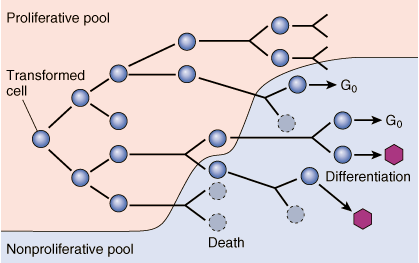 Proliferative pool
Transformed
cell
G₀
G₀
Differentiation
Death
Nonproliferative pool